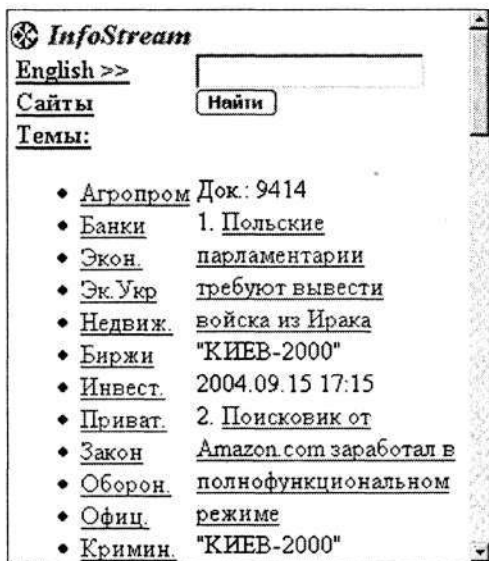 InfoStream
English >>
Сайты
Найти
Темы:
Агропром
Банки
Экон.
Эк.Укр
Недвиж.
Биржи
Инвест.
Приват.
Закон
Оборон.
Офиц.
Кримин.
Док.: 9414
1. Польские
парламентарии
требуют вывести
войска из Ирака
"КИЕВ-2000"
2004.09.15 17:15
2. Поисковик от
Amazon.com заработал в
полнофункциональном
режиме
"КИЕВ-2000"